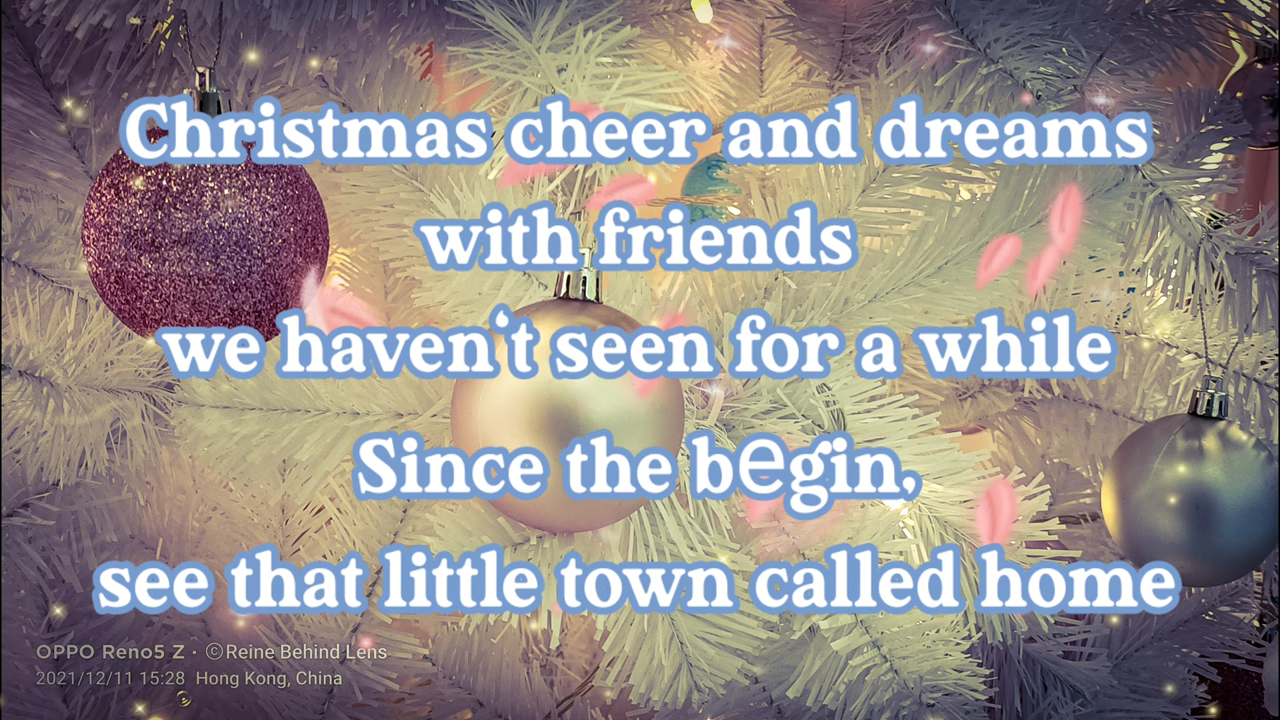 Christmas cheer and dreams
with friends
we haven't seen for a while
Since the begin,
see that little town called home
OPPO Reno5 Z · ©Reine Behind Lens
2021/12/11 15:28 Hong Kong, China